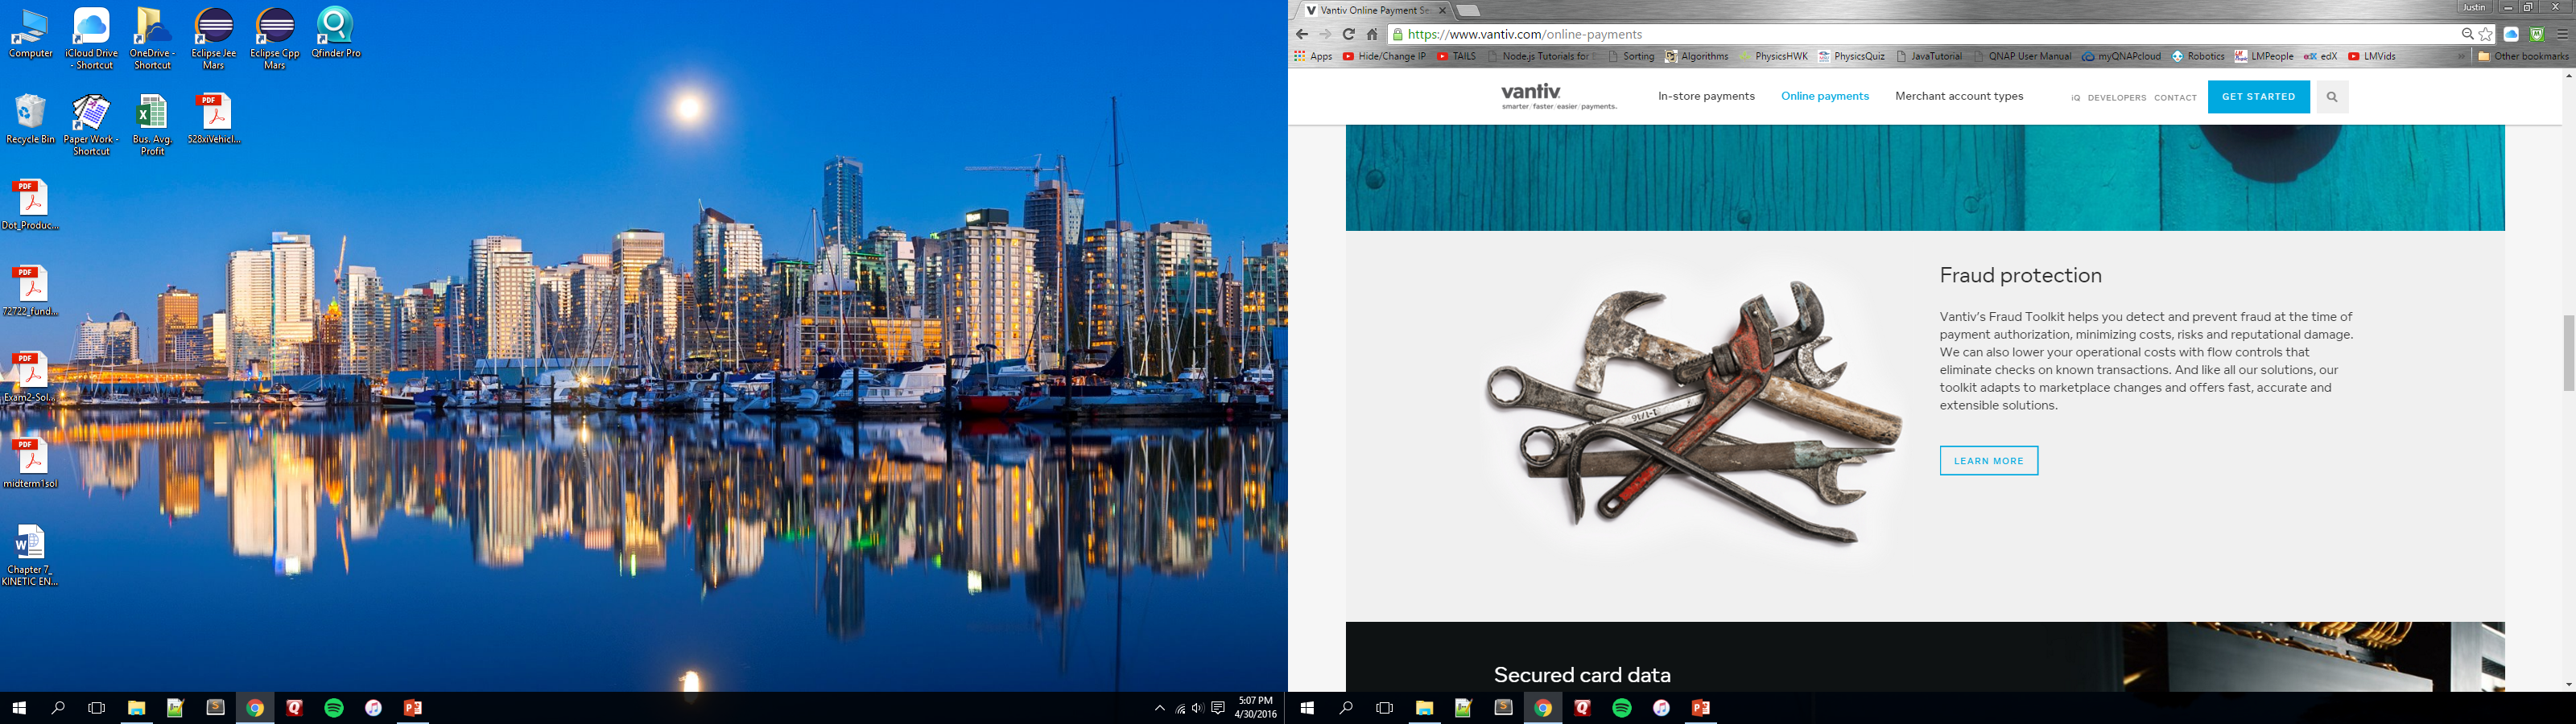 Computer
iCloud Drive - Shortcut
OneDrive - Shortcut
Eclipse Jee Mars
Eclipse Cpp Mars
Qfinder Pro
Recycle Bin
Paper Work - Shortcut
Bus. Avg. Profit
528xiVehicl...
Dot_Produc...
72722_fund...
Exam2-Sol...
midterm1sol
Chapter 7_ KINETIC EN...
5:07 PM
4/30/2016
Vantiv Online Payment Se
Justin
https://www.vantiv.com/online-payments
Apps
Hide/Change IP
TAILS
Node.js Tutorials for
Sorting
Algorithms
PhysicsHWK
PhysicsQuiz
JavaTutorial
QNAP User Manual
myQNAPcloud
Robotics
LMPeople
edX
LMVids
Other bookmarks
vantiv
smarter/faster/easier/payments.
In-store payments
Online payments
Merchant account types
iQ
DEVELOPERS
CONTACT
GET STARTED
1-1/16
Fraud protection
Vantiv’s Fraud Toolkit helps you detect and prevent fraud at the time of
payment authorization, minimizing costs, risks and reputational damage.
We can also lower your operational costs with flow controls that
eliminate checks on known transactions. And like all our solutions, our
toolkit adapts to marketplace changes and offers fast, accurate and
extensible solutions.
LEARN MORE
Secured card data